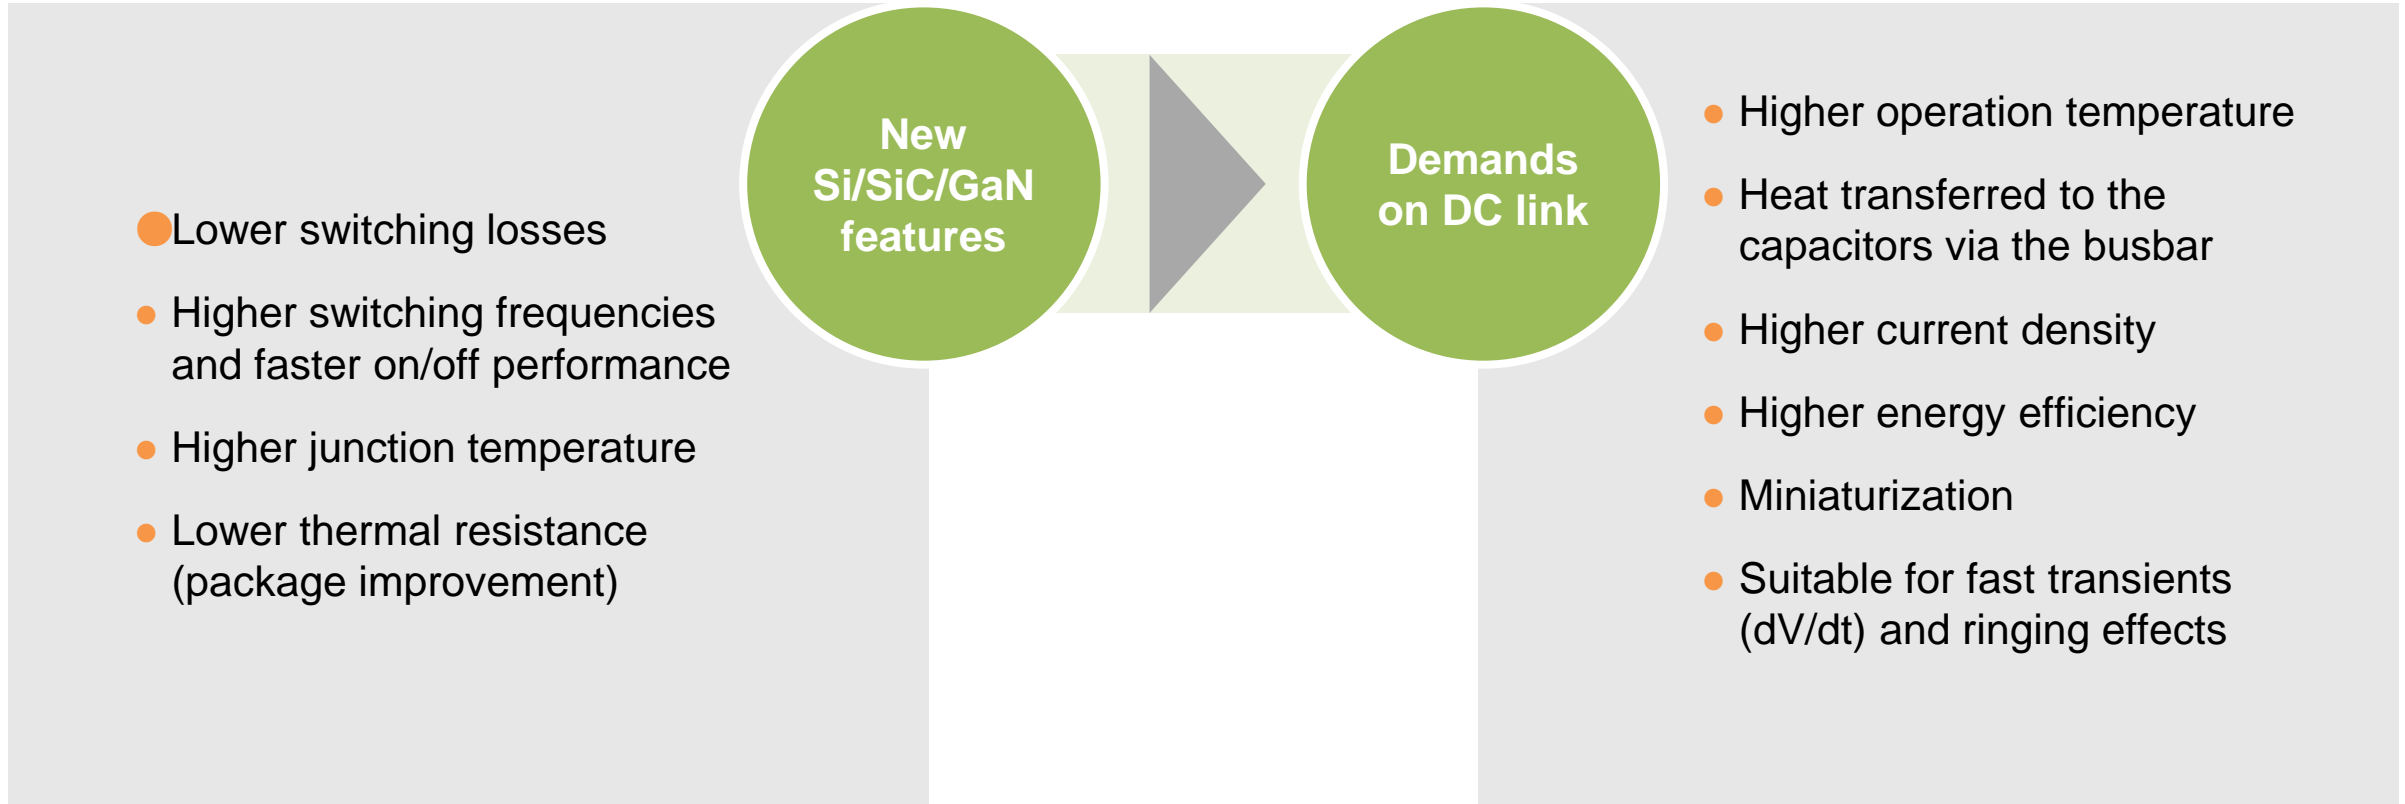 New
Si/SiC/GaN
features
Lower switching losses
Higher switching frequencies
and faster on/off performance
Higher junction temperature
Lower thermal resistance
(package improvement)
Demands
on DC link
Higher operation temperature
Heat transferred to the
capacitors via the busbar
Higher current density
Higher energy efficiency
Miniaturization
Suitable for fast transients
(dV/dt) and ringing effects